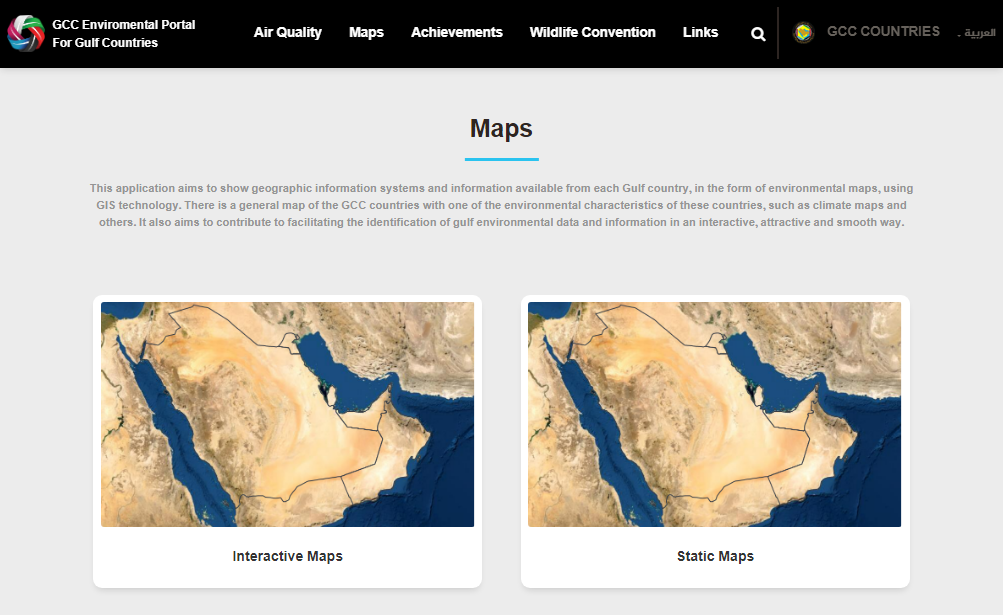 GCC Enviromental Portal
For Gulf Countries
Air Quality
Maps
Achievements
Wildlife Convention
Links
GCC COUNTRIES
العربية -
Maps
This application aims to show geographic information systems and information available from each Gulf country, in the form of environmental maps, using
GIS technology. There is a general map of the GCC countries with one of the environmental characteristics of these countries, such as climate maps and
others. It also aims to contribute to facilitating the identification of gulf environmental data and information in an interactive, attractive and smooth way.
Interactive Maps
Static Maps